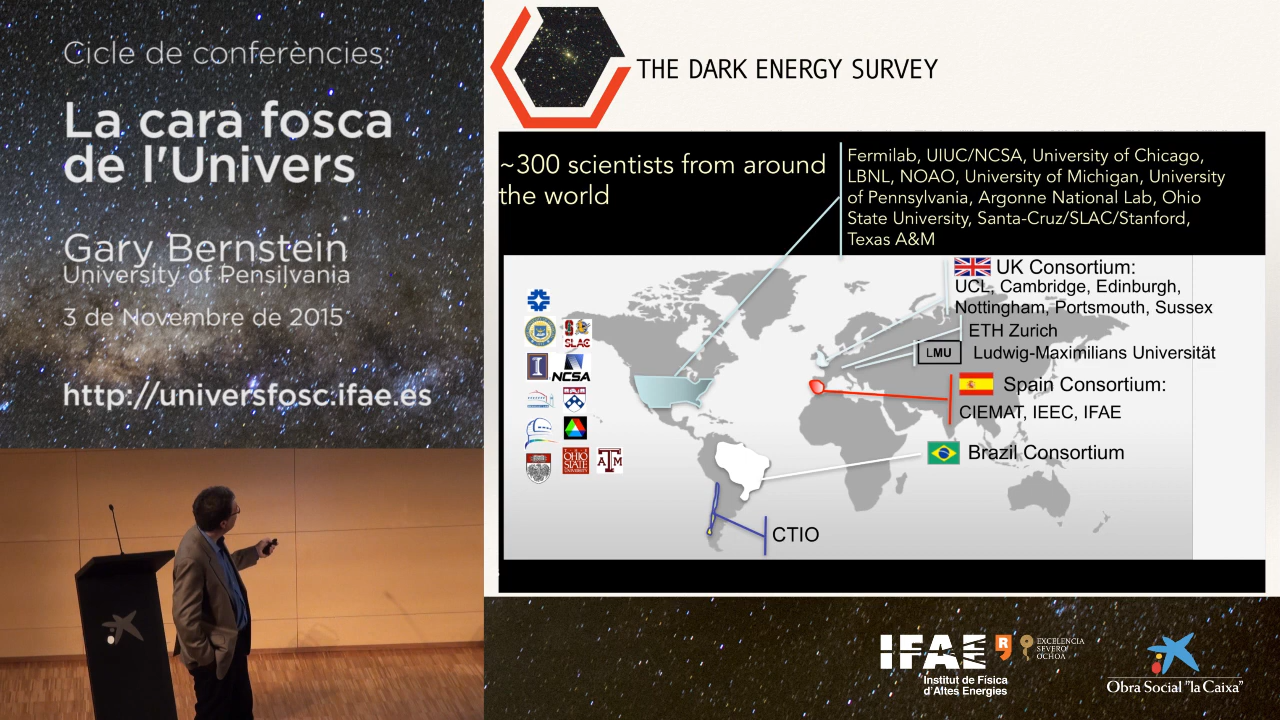 Cicle de conferències:
La cara fosca
de l'Univers
Gary Bernstein
University of Pensilvania
3 de Novembre de 2015
http://universfosc.ifae.es
THE DARK ENERGY SURVEY
~300 scientists from around
the world
Fermilab, UIUC/NCSA, University of Chicago,
LBNL, NOAO, University of Michigan, University
of Pennsylvania, Argonne National Lab, Ohio
State University, Santa-Cruz/SLAC/Stanford,
Texas A&M
UK Consortium:
UCL, Cambridge, Edinburgh,
Nottingham, Portsmouth, Sussex
ETH Zurich
LMU
Ludwig-Maximilians Universität
Spain Consortium:
CIEMAT, IEEC, IFAE
Brazil Consortium
CTIO
SLAC
NCSA
OHIO
STATE
ATM
IFAE
Institut de Física
d'Altes Energies
EXCELENCIA
SEVERO
OCHOA
Obra Social "la Caixa"